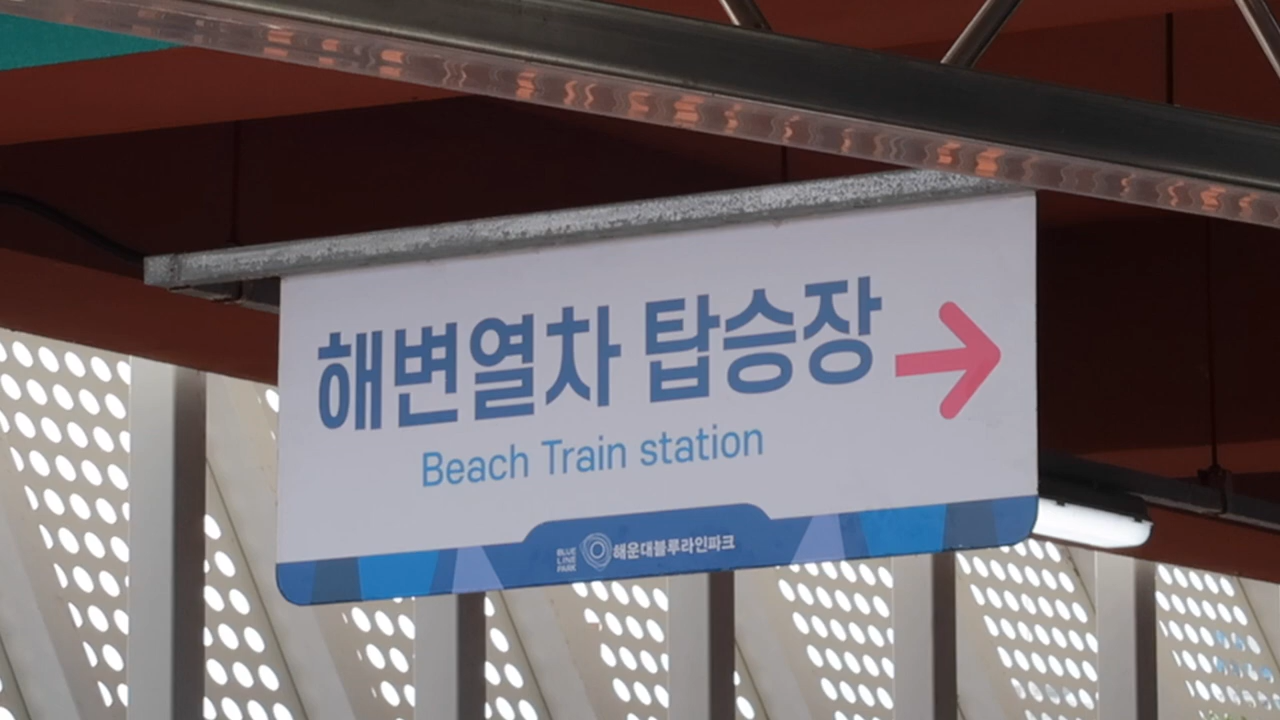 해변열차 탑승장 →
Beach Train station
BLUE
LINE
PARK
해운대블루라인파크